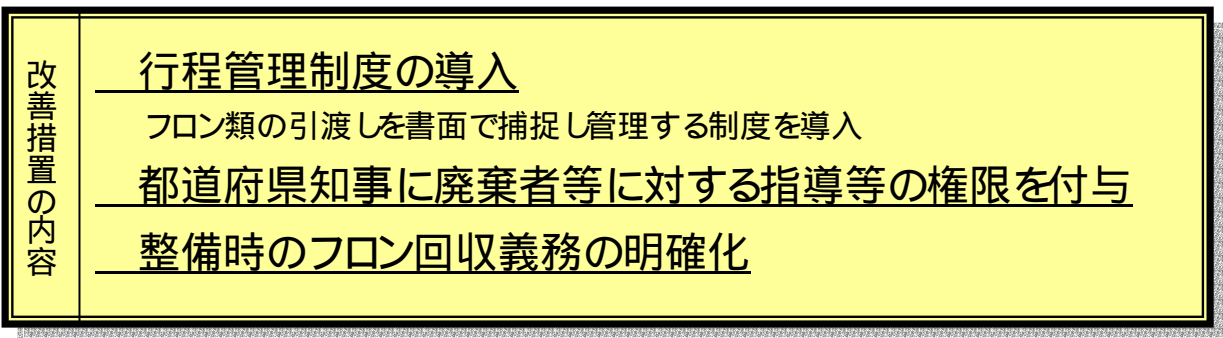 改善措置の内容
行程管理制度の導入
フロン類の引渡しを書面で捕捉し管理する制度を導入
都道府県知事に廃棄者等に対する指導等の権限を付与
整備時のフロン回収義務の明確化